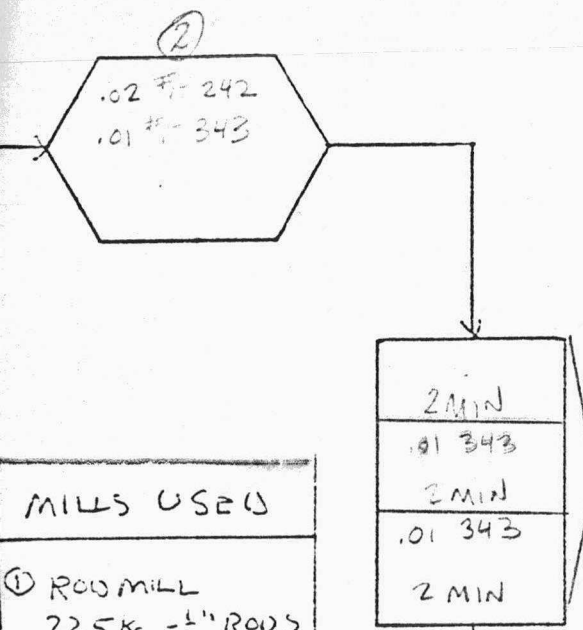 2
.02 #/T 242
.01 #/T 343
2 MIN
.01 343
2 MIN
.01 343
2 MIN
MILLS USED
① ROD MILL
RODS